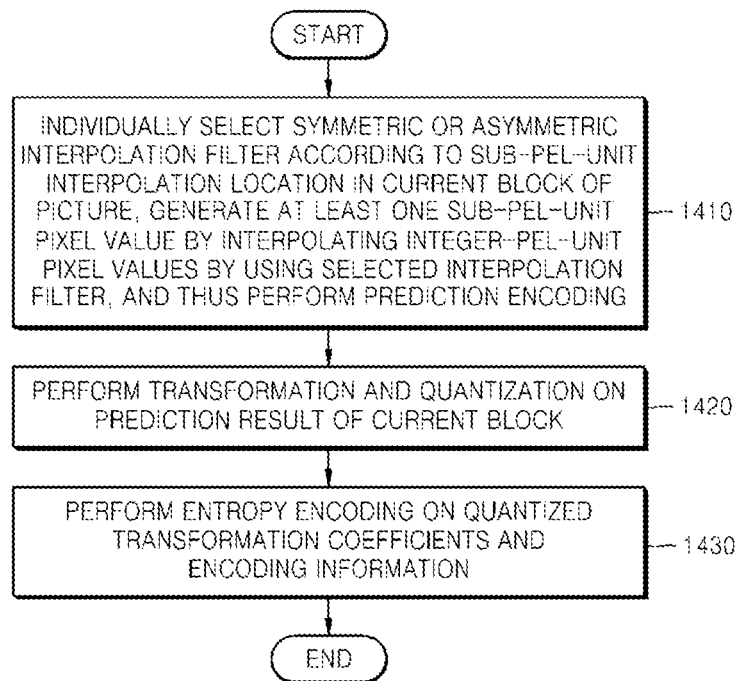 START
INDIVIDUALLY SELECT SYMMETRIC OR ASYMMETRIC
INTERPOLATION FILTER ACCORDING TO SUB-PEL-UNIT
INTERPOLATION LOCATION IN CURRENT BLOCK OF
PICTURE, GENERATE AT LEAST ONE SUB-PEL-UNIT
PIXEL VALUE BY INTERPOLATING INTEGER-PEL-UNIT
PIXEL VALUES BY USING SELECTED INTERPOLATION
FILTER, AND THUS PERFORM PREDICTION ENCODING
1410
PERFORM TRANSFORMATION AND QUANTIZATION ON
PREDICTION RESULT OF CURRENT BLOCK
1420
PERFORM ENTROPY ENCODING ON QUANTIZED
TRANSFORMATION COEFFICIENTS AND
ENCODING INFORMATION
1430
END